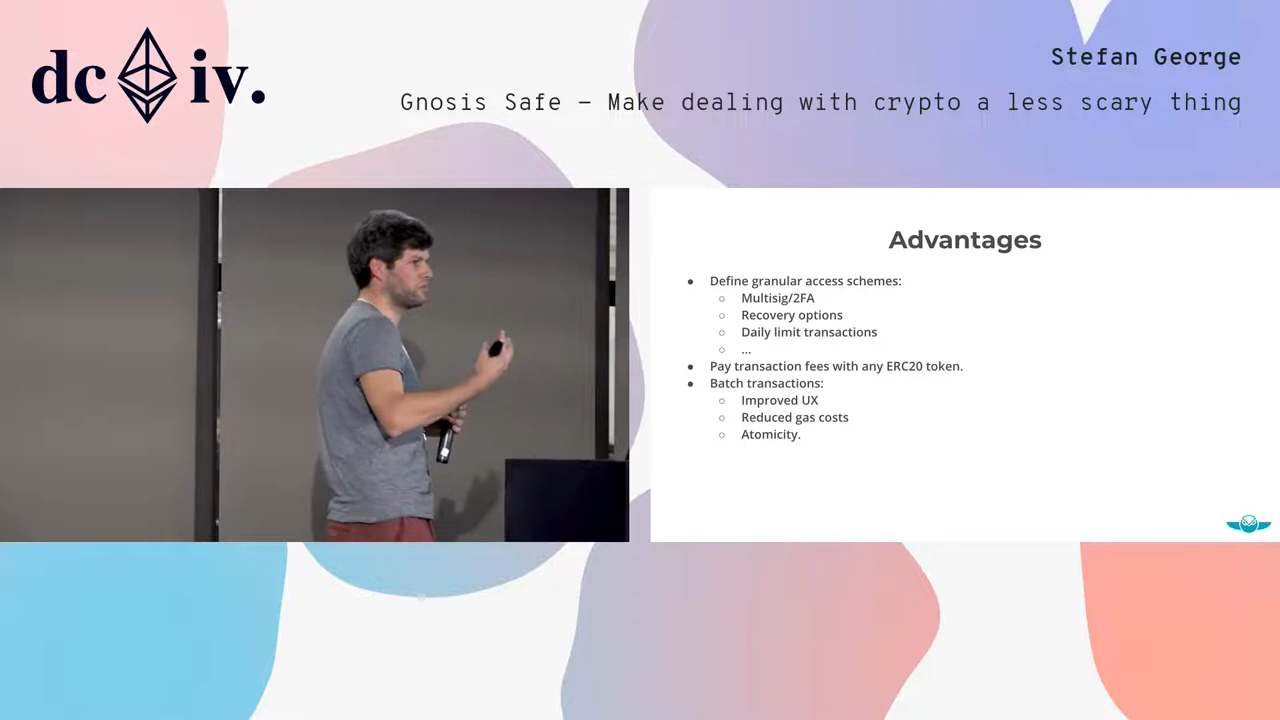 dc iv.
Stefan George
Gnosis Safe – Make dealing with crypto a less scary thing
Advantages
● Define granular access schemes:
○ Multisig/2FA
○ Recovery options
○ Daily limit transactions
○ ...
● Pay transaction fees with any ERC20 token.
● Batch transactions:
○ Improved UX
○ Reduced gas costs
○ Atomicity.